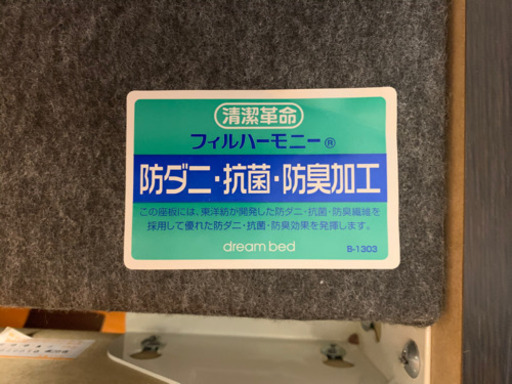 清潔革命
フィルハーモニー®
防ダニ・抗菌・防臭加工
この座板には、東洋紡が開発した防ダニ・抗菌・防臭繊維を
採用して優れた防ダニ・抗菌・防臭効果を発揮します。
dream bed
B-1303